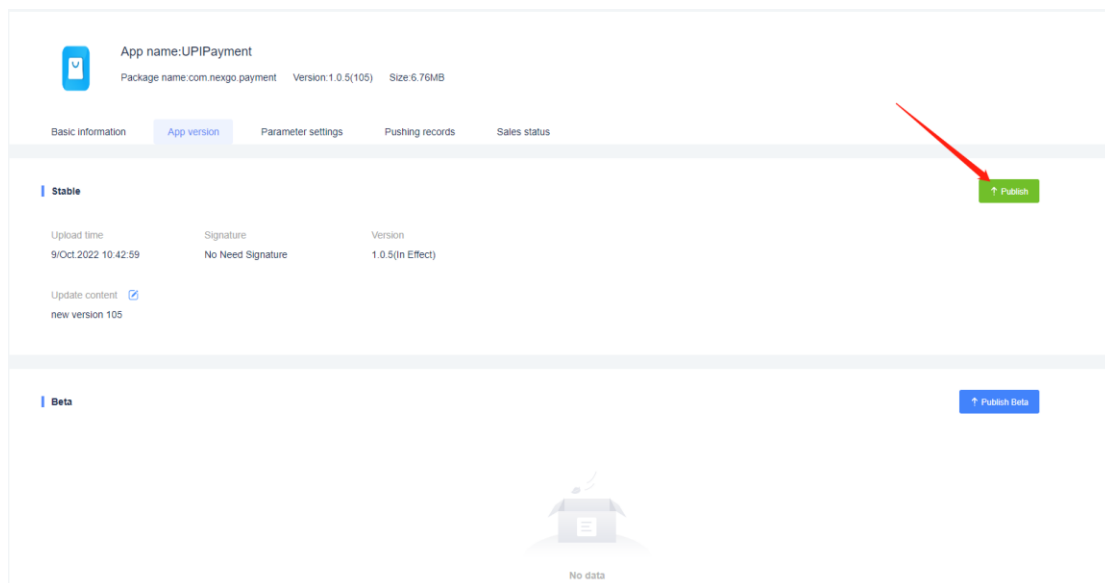 App name:UPIPayment
Package name:com.nexgo.payment Version:1.0.5(105) Size:6.76MB
Basic information App version Parameter settings Pushing records Sales status
Stable
Publish
Upload time Signature Version
9/Oct.2022 10:42:59 No Need Signature 1.0.5(In Effect)
Update content
new version 105
Beta
Publish Beta
No data